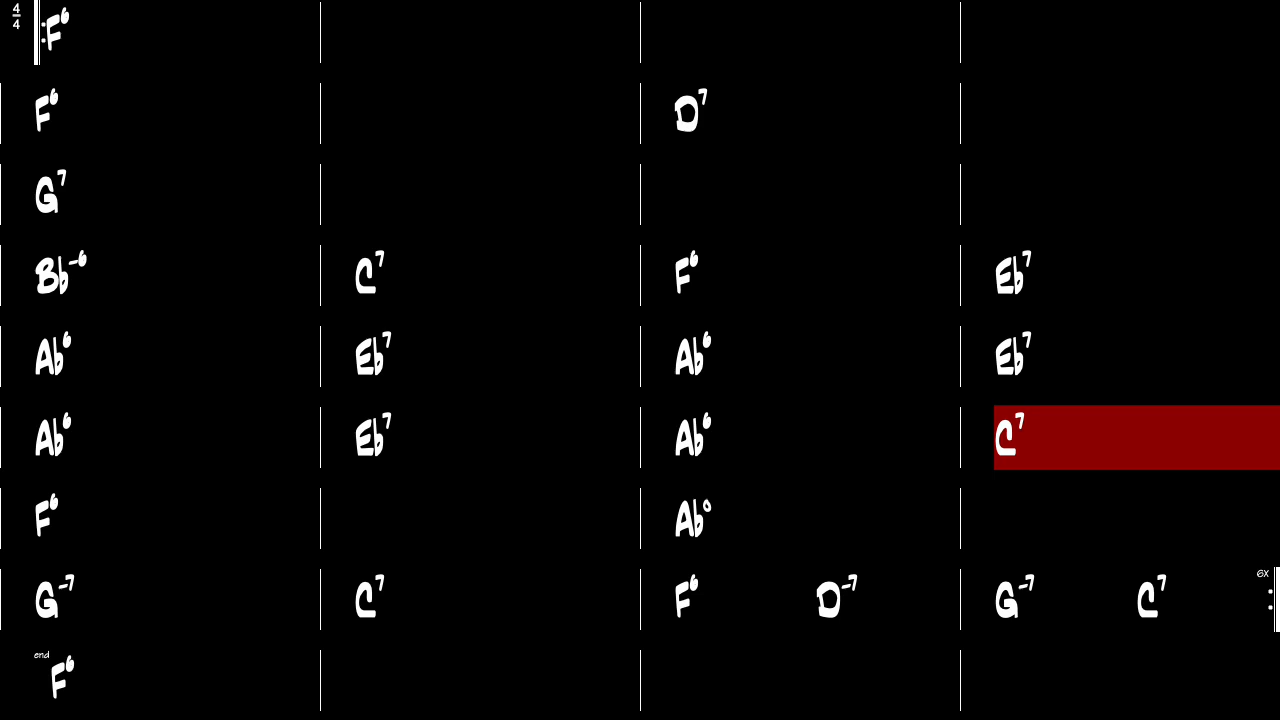 4/4 F6
F6 D7
G7
Bb-6 C7 F6 Eb7
Ab6 Eb7 Ab6 Eb7
Ab6 Eb7 Ab6 C7
F6 Abo
G-7 C7 F6 D-7 G-7 C7 6x
end F6